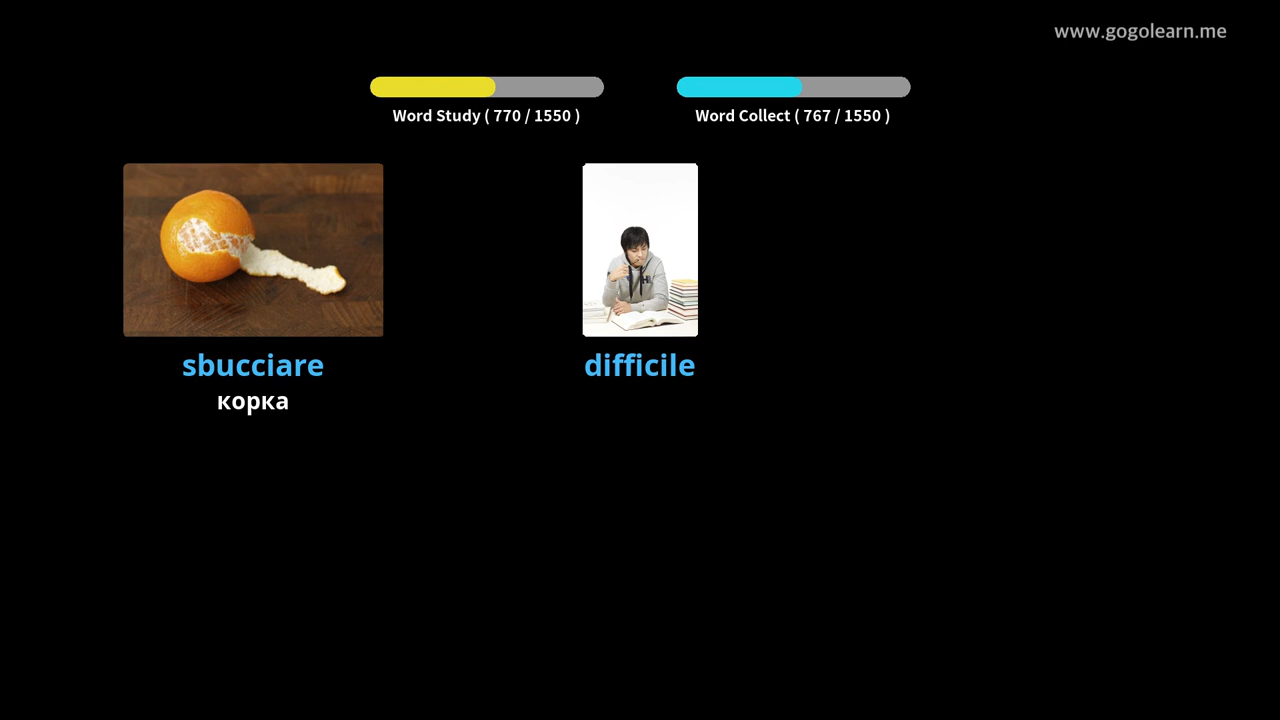 www.gogolearn.me
Word Study ( 770 / 1550 )
Word Collect ( 767 / 1550 )
sbucciare
корка
difficile